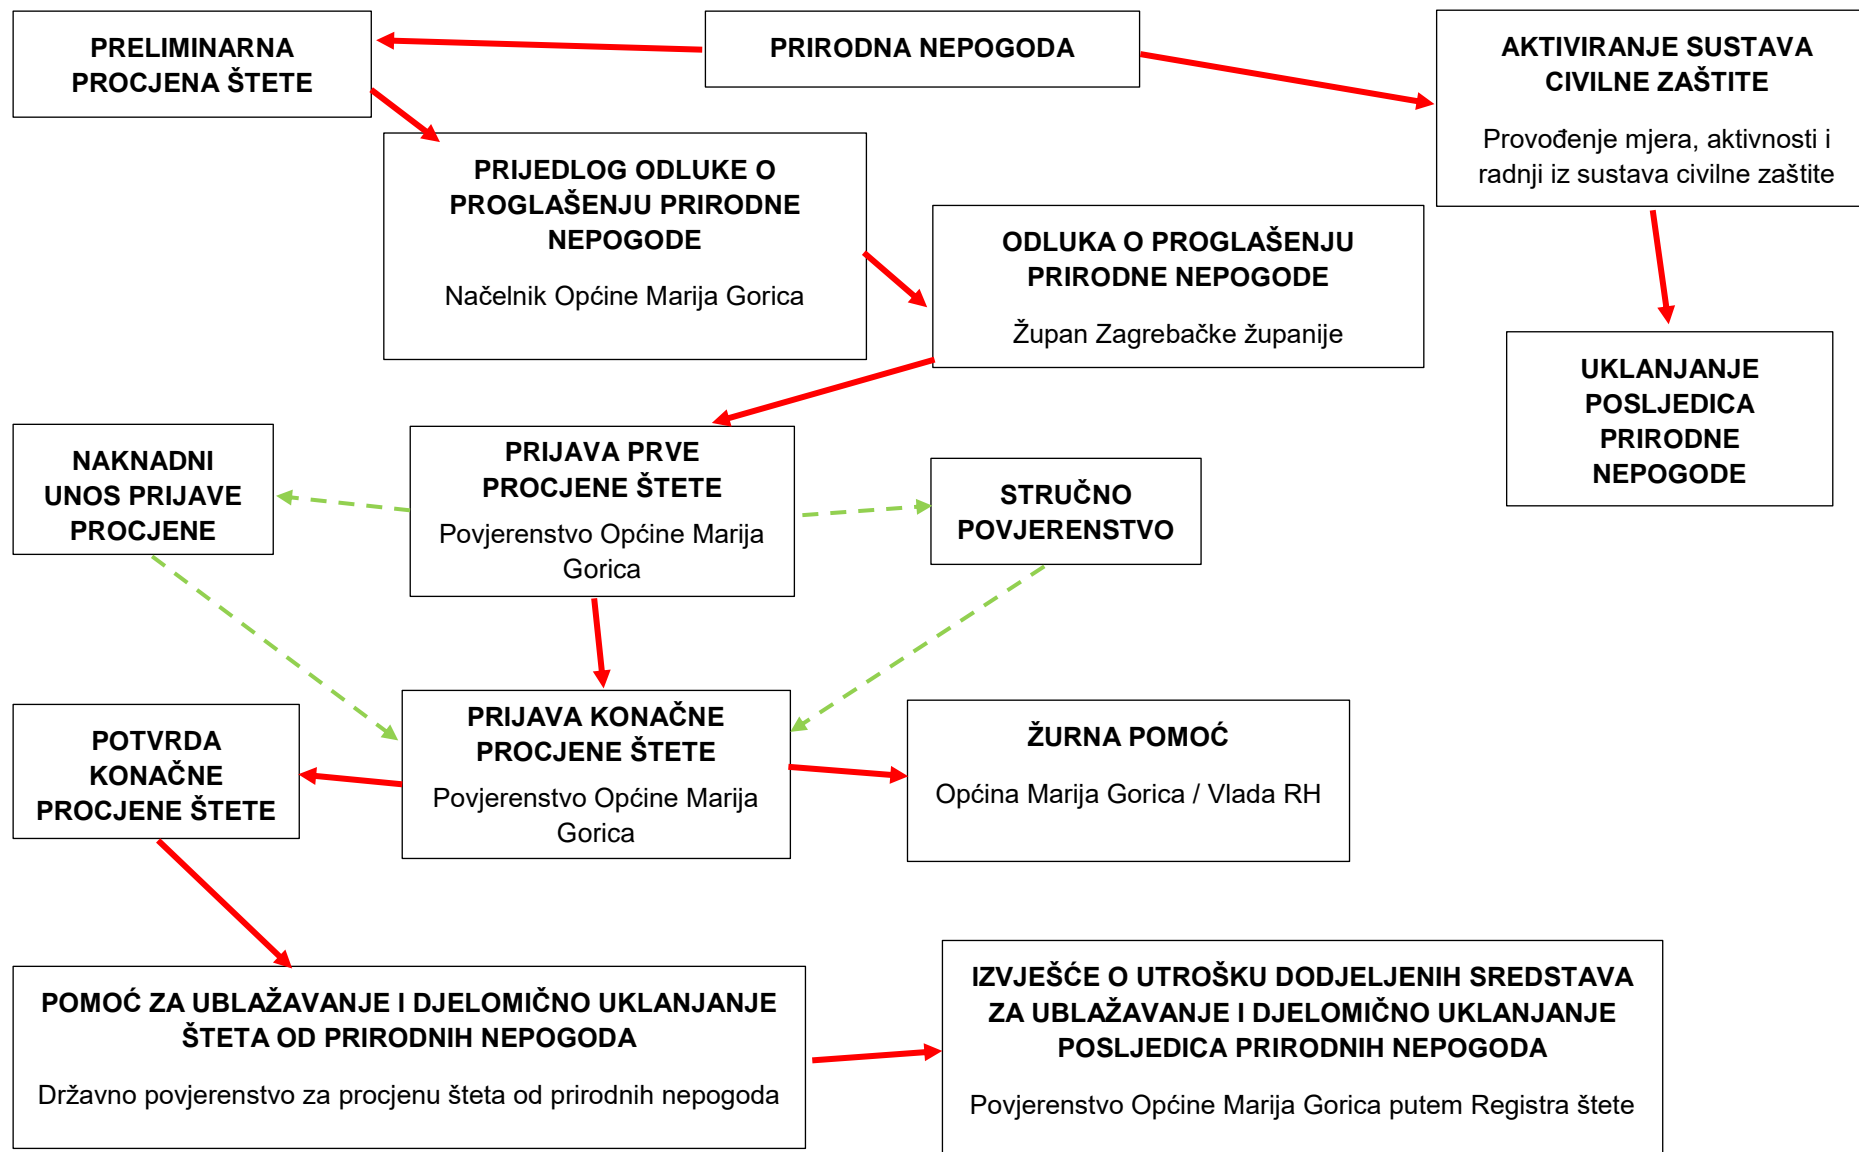 PRELIMINARNA
PROCJENA ŠTETE
PRIRODNA NEPOGODA
AKTIVIRANJE SUSTAVA
CIVILNE ZAŠTITE
Provođenje mjera, aktivnosti i
radnji iz sustava civilne zaštite
PRIJEDLOG ODLUKE O
PROGLAŠENJU PRIRODNE
NEPOGODE
Načelnik Općine Marija Gorica
ODLUKA O PROGLAŠENJU
PRIRODNE NEPOGODE
Župan Zagrebačke županije
UKLANJANJE
POSLJEDICA
PRIRODNE
NEPOGODE
NAKNADNI
UNOS PRIJAVE
PROCJENE
PRIJAVA PRVE
PROCJENE ŠTETE
Povjerenstvo Općine Marija
Gorica
STRUČNO
POVJERENSTVO
POTVRDA
KONAČNE
PROCJENE ŠTETE
PRIJAVA KONAČNE
PROCJENE ŠTETE
Povjerenstvo Općine Marija
Gorica
ŽURNA POMOĆ
Općina Marija Gorica / Vlada RH
POMOĆ ZA UBLAŽAVANJE I DJELOMIČNO UKLANJANJE
ŠTETA OD PRIRODNIH NEPOGODA
Državno povjerenstvo za procjenu šteta od prirodnih nepogoda
IZVJEŠĆE O UTROŠKU DODJELJENIH SREDSTAVA
ZA UBLAŽAVANJE I DJELOMIČNO UKLANJANJE
POSLJEDICA PRIRODNIH NEPOGODA
Povjerenstvo Općine Marija Gorica putem Registra štete